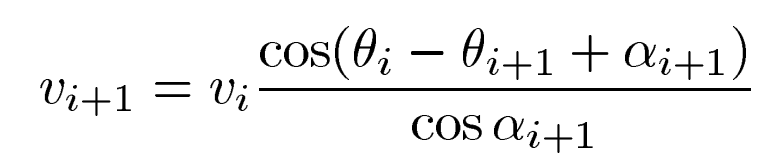 v_{i+1} = v_i \frac{\cos(\theta_i - \theta_{i+1} + \alpha_{i+1})}{\cos \alpha_{i+1}}